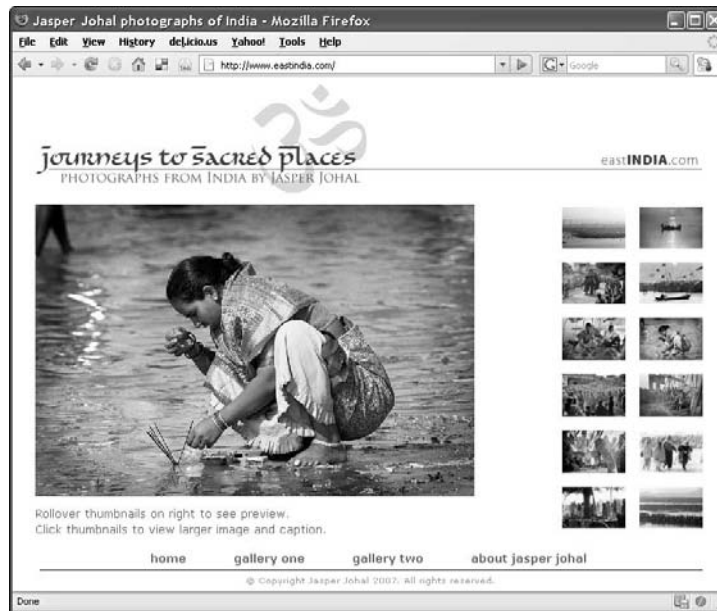 Jasper Johal photographs of India - Mozilla Firefox
File Edit View History del.icio.us Yahoo! Tools Help
http://www.eastindia.com/
Google
journeys to sacred places
PHOTOGRAPHS FROM INDIA BY JASPER JOHAL
eastINDIA.com
Rollover thumbnails on right to see preview.
Click thumbnails to view larger image and caption.
home gallery one gallery two about jasper johal
© Copyright Jasper Johal 2007. All rights reserved.
Done